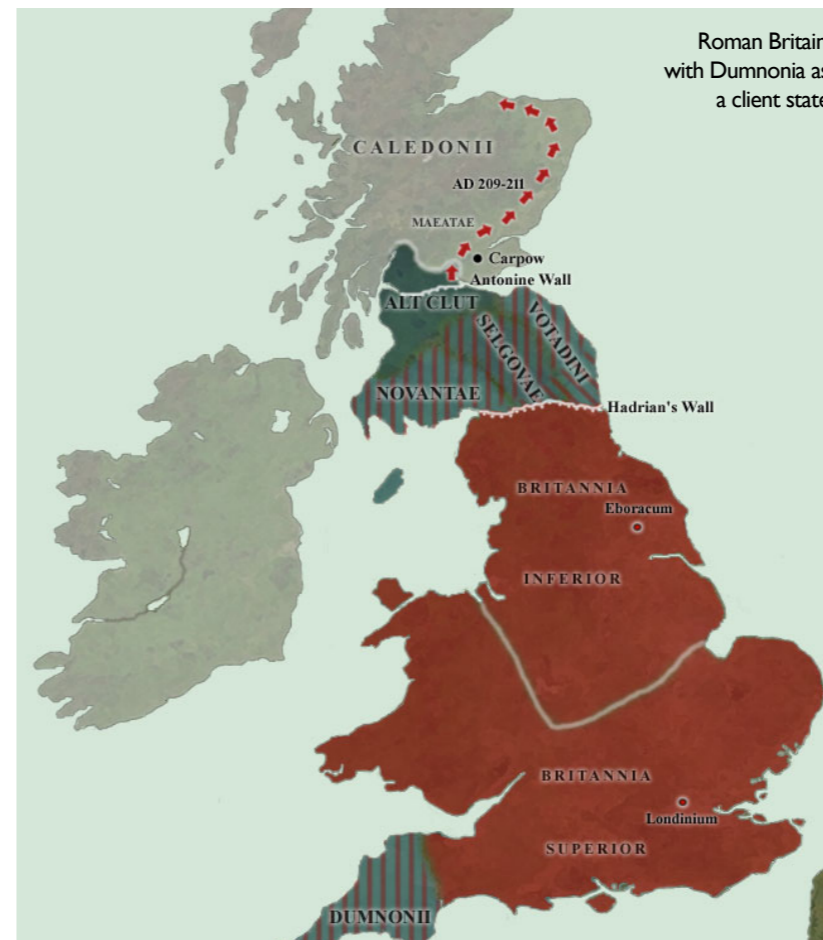 Roman Britain
with Dumnonia as
a client state
CALEDONII
AD 209-211
MAEATAE
Carpow
Antonine Wall
ALT CLUT
VOTADINI
SELGOVAE
NOVANTAE
Hadrian's Wall
BRITANNIA
Eboracum
INFERIOR
BRITANNIA
Londinium
SUPERIOR
DUMNONII